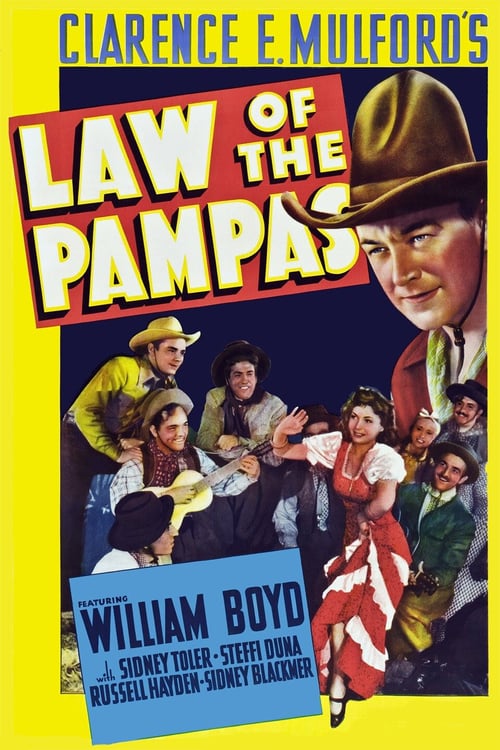 CLARENCE E. MULFORD'S
LAW OF THE
PAMPAS
FEATURING
WILLIAM BOYD
with SIDNEY TOLER • STEFFI DUNA
RUSSELL HAYDEN • SIDNEY BLACKMER